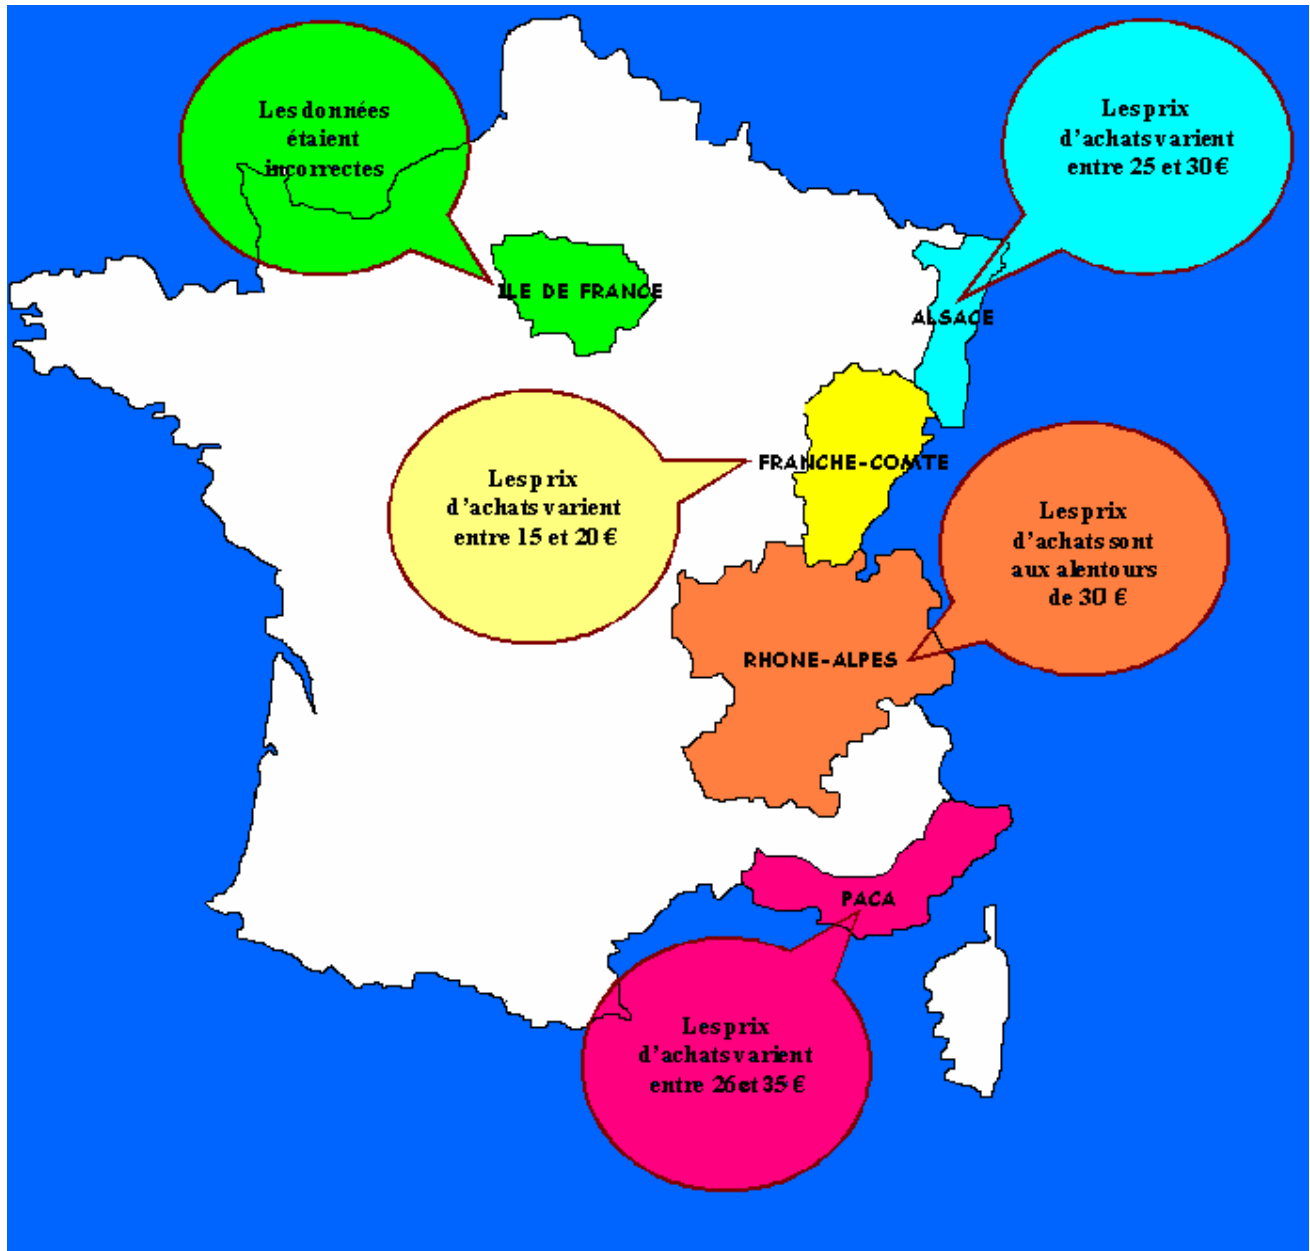 Les données
étaient
incorrectes
Les prix
d'achats varient
entre 25 et 30 €
ILE DE FRANCE
ALSACE
Les prix
d'achats varient
entre 15 et 20 €
FRANCHE-COMTE
Les prix
d'achats sont
aux alentours
de 30 €
RHONE-ALPES
PACA
Les prix
d'achats varient
entre 26 et 35 €